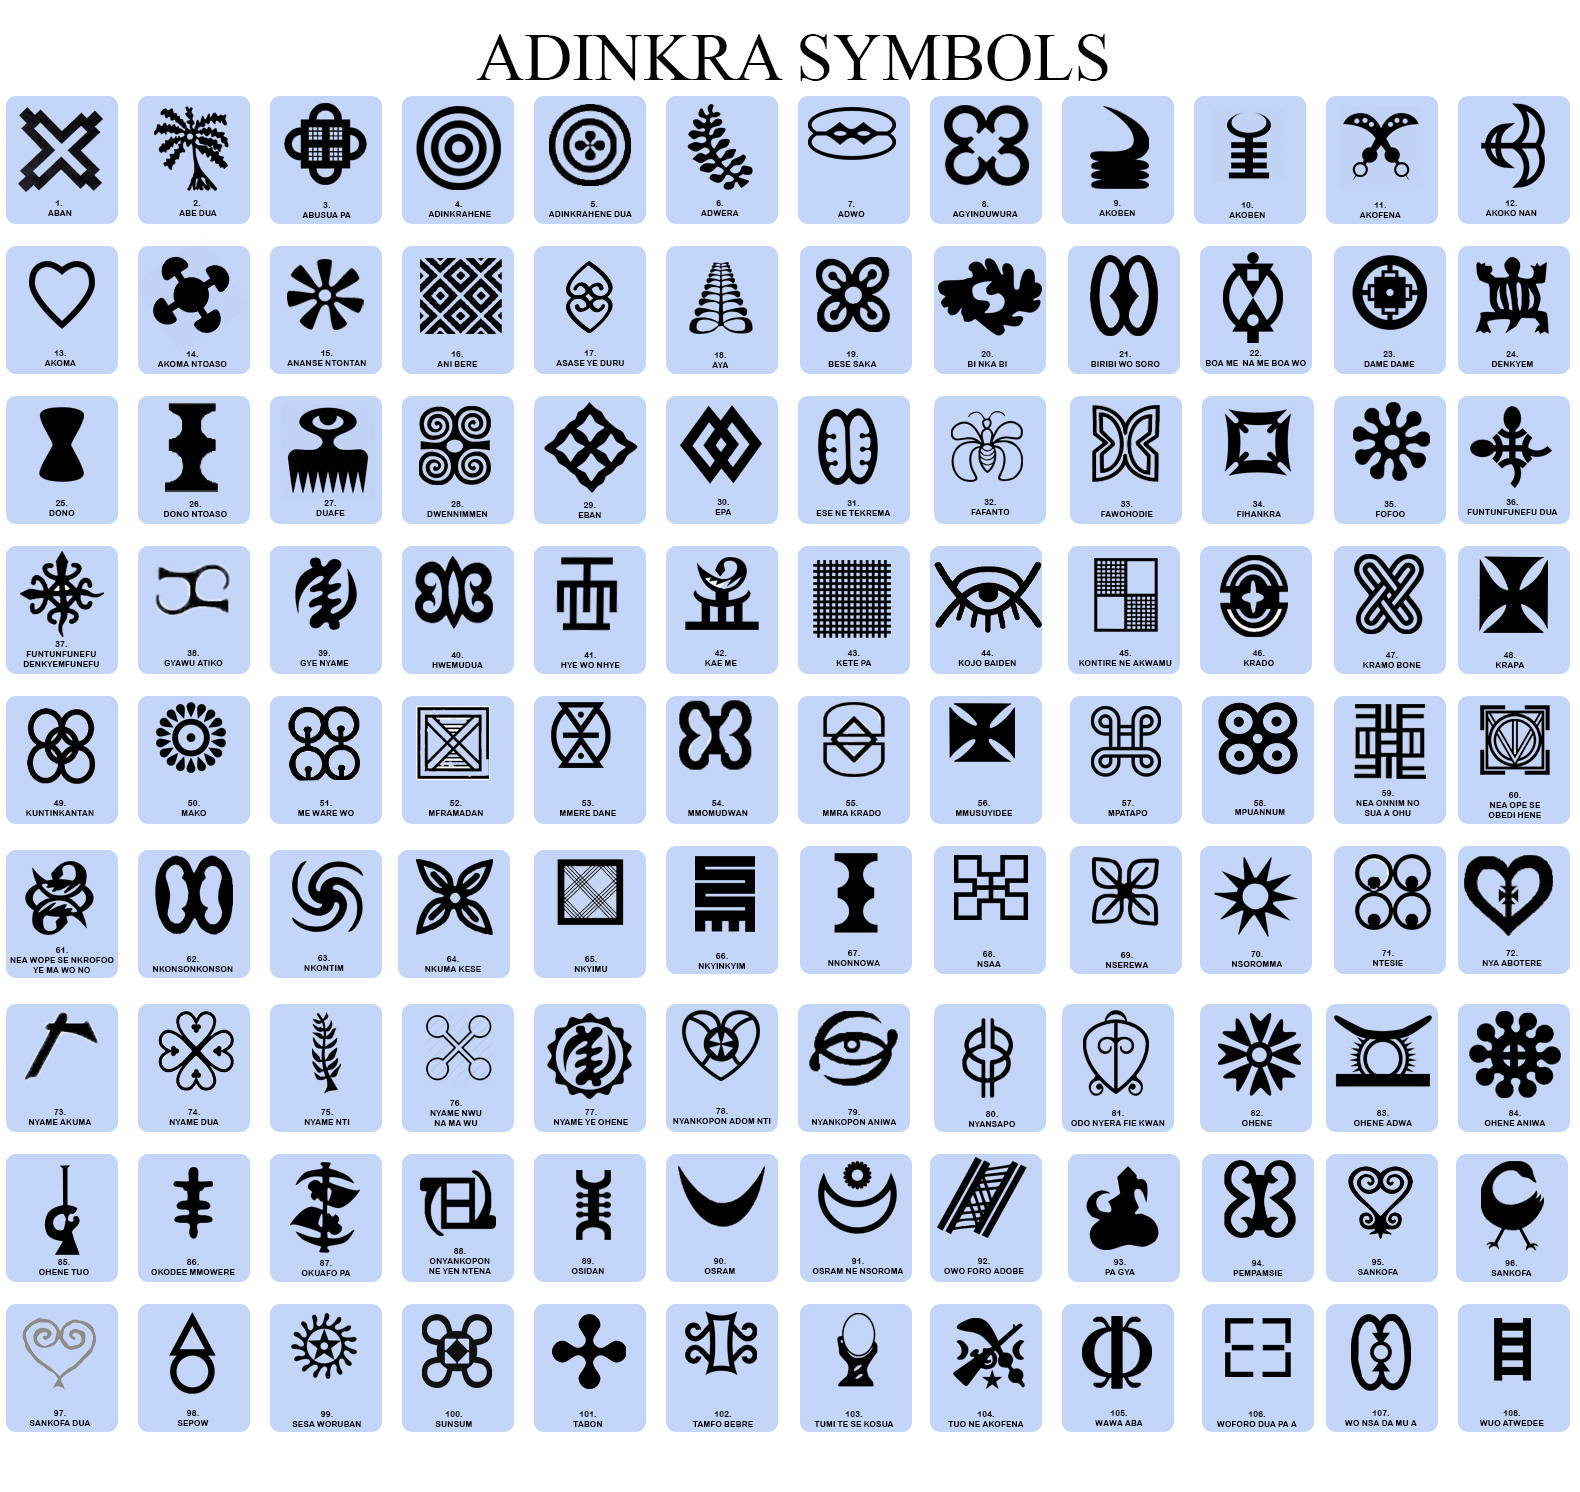 ADINKRA SYMBOLS
1.
ABAN
2.
ABE DUA
3.
ABUSUA PA
4.
ADINKRAHENE
5.
ADINKRAHENE DUA
6.
ADWERA
7.
ADWO
8.
AGYINDUWURA
9.
AKOBEN
10.
AKOBEN
11.
AKOFENA
12.
AKOKO NAN
13.
AKOMA
14.
AKOMA NTOASO
15.
ANANSE NTONTAN
16.
ANI BERE
17.
ASASE YE DURU
18.
AYA
19.
BESE SAKA
20.
BI NKA BI
21.
BIRIBI WO SORO
22.
BOA ME NA ME BOA WO
23.
DAME DAME
24.
DENKYEM
25.
DONO
26.
DONO NTOASO
27.
DUAFE
28.
DWENNIMMEN
29.
EBAN
30.
EPA
31.
ESE NE TEKREMA
32.
FAFANTO
33.
FAWOHODIE
34.
FIHANKRA
35.
FOFOO
36.
FUNTUNFUNEFU DUA
37.
FUNTUNFUNEFU
DENKYEMFUNEFU
38.
GYAWU ATIKO
39.
GYE NYAME
40.
HWEMUDUA
41.
HYE WO NHYE
42.
KAE ME
43.
KETE PA
44.
KOJO BAIDEN
45.
KONTIRE NE AKWAMU
46.
KRADO
47.
KRAMO BONE
48.
KRAPA
49.
KUNTINKANTAN
50.
MAKO
51.
ME WARE WO
52.
MFRAMADAN
53.
MMERE DANE
54.
MMOMUDWAN
55.
MMRA KRADO
56.
MMUSUYIDEE
57.
MPATAPO
58.
MPUANNUM
59.
NEA ONNIM NO
SUA A OHU
60.
NEA OPE SE
OBEDI HENE
61.
NEA WOPE SE NKROFOO
YE MA WO NO
62.
NKONSONKONSON
63.
NKONTIM
64.
NKUMA KESE
65.
NKYIMU
66.
NKYINKYIM
67.
NNONNOWA
68.
NSAA
69.
NSEREWA
70.
NSOROMMA
71.
NTESIE
72.
NYA ABOTERE
73.
NYAME AKUMA
74.
NYAME DUA
75.
NYAME NTI
76.
NYAME NWU
NA MA WU
77.
NYAME YE OHENE
78.
NYANKOPON ADOM NTI
79.
NYANKOPON ANIWA
80.
NYANSAPO
81.
ODO NYERA FIE KWAN
82.
OHENE
83.
OHENE ADWA
84.
OHENE ANIWA
85.
OHENE TUO
86.
OKODEE MMOWERE
87.
OKUAFO PA
88.
ONYANKOPON
NE YEN NTENA
89.
OSIDAN
90.
OSRAM
91.
OSRAM NE NSOROMA
92.
OWO FORO ADOBE
93.
PA GYA
94.
PEMPAMSIE
95.
SANKOFA
96.
SANKOFA
97.
SANKOFA DUA
98.
SEPOW
99.
SESA WORUBAN
100.
SUNSUM
101.
TABON
102.
TAMFO BEBRE
103.
TUMI TE SE KOSUA
104.
TUO NE AKOFENA
105.
WAWA ABA
106.
WOFORO DUA PA A
107.
WO NSA DA MU A
108.
WUO ATWEDEE